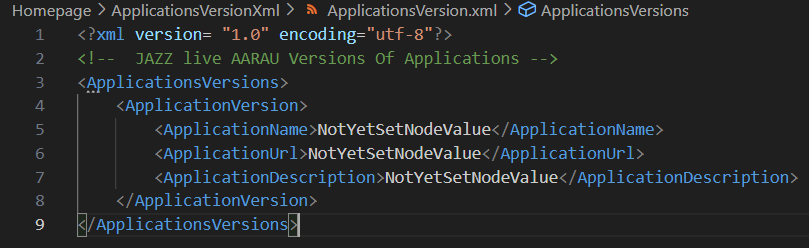 Homepage > ApplicationsVersionXml > ApplicationsVersion.xml > ApplicationsVersions
1 <?xml version= "1.0" encoding="utf-8"?>
2 <!--  JAZZ live AARAU Versions Of Applications -->
3 <ApplicationsVersions>
4     <ApplicationVersion>
5         <ApplicationName>NotYetSetNodeValue</ApplicationName>
6         <ApplicationUrl>NotYetSetNodeValue</ApplicationUrl>
7         <ApplicationDescription>NotYetSetNodeValue</ApplicationDescription>
8     </ApplicationVersion>
9 </ApplicationsVersions>